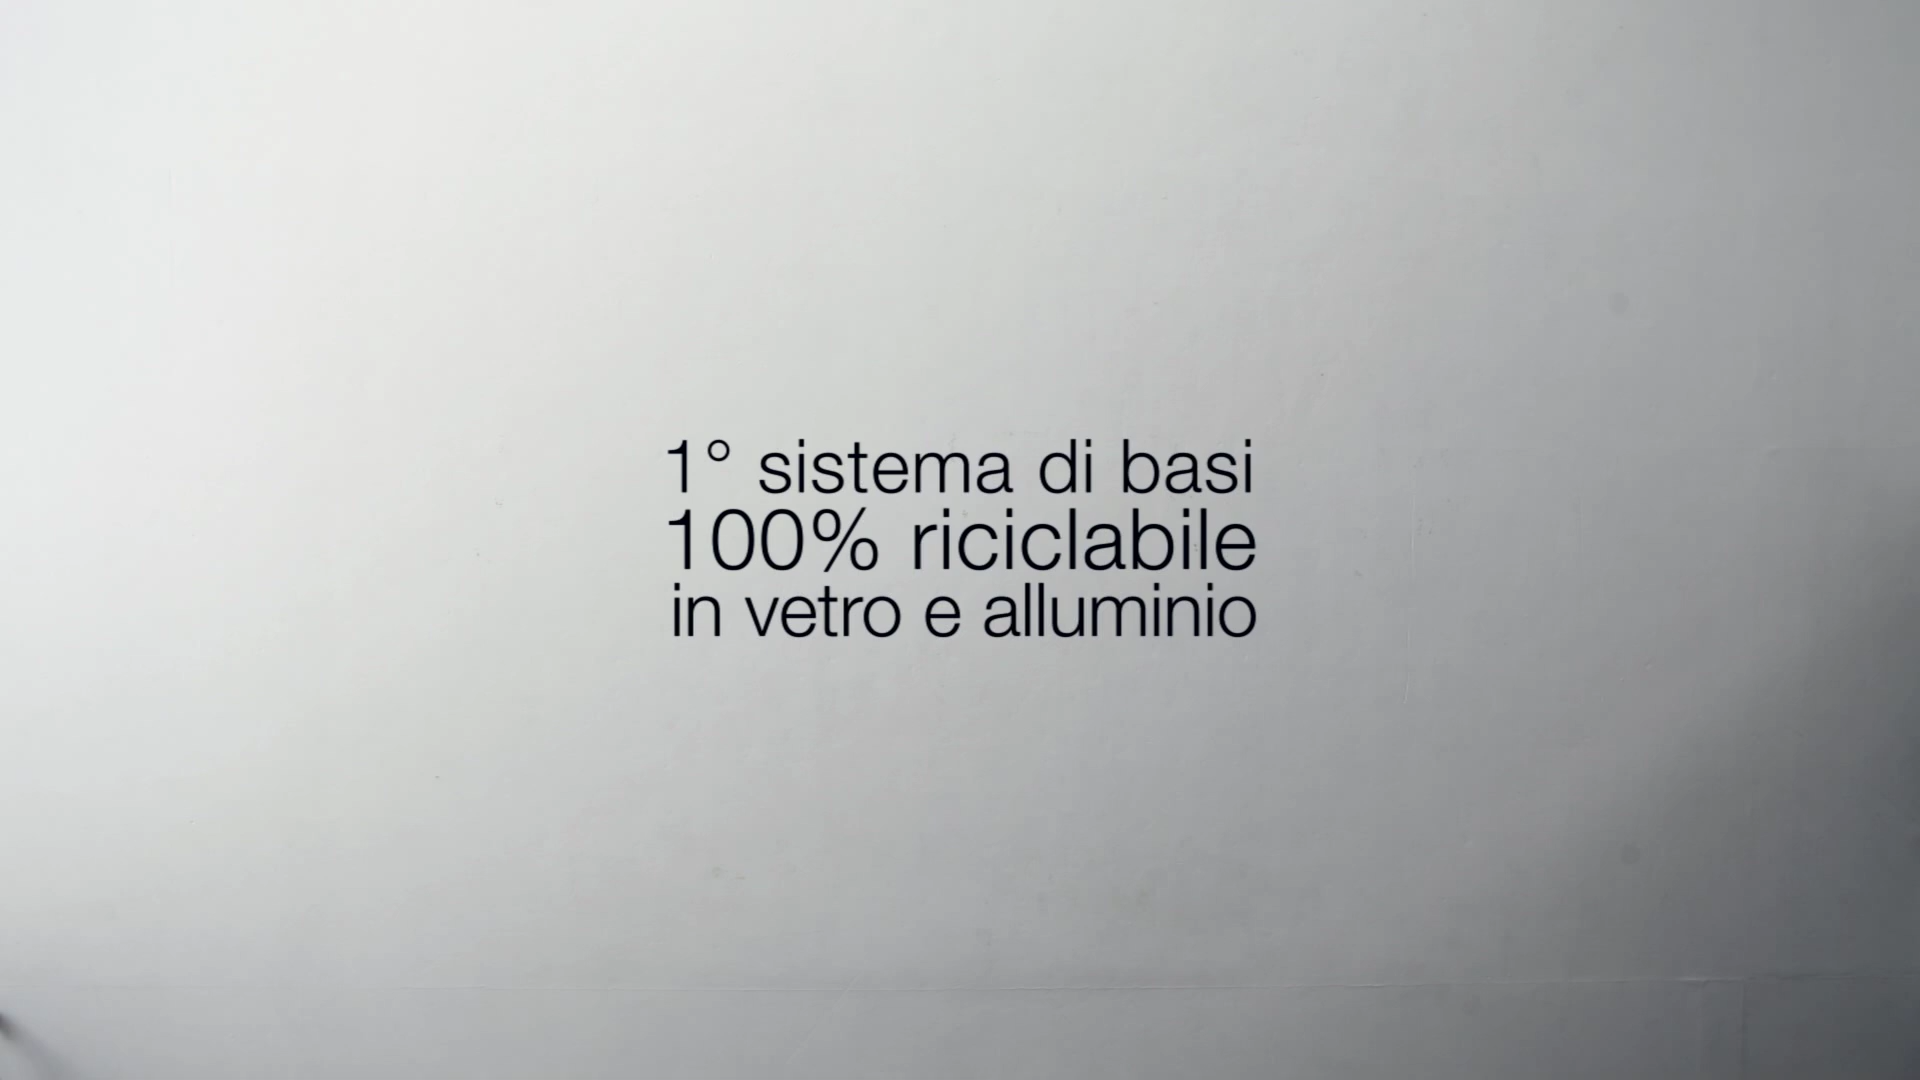 1° sistema di basi
100% riciclabile
in vetro e alluminio